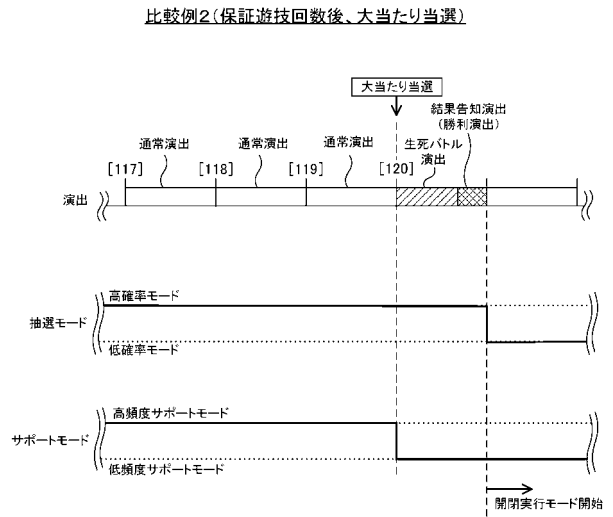 比較例２(保証遊技回数後、大当たり当選)
大当たり当選
結果告知演出
(勝利演出)
通常演出
通常演出
通常演出
生死バトル
演出
[117]
[118]
[119]
[120]
演出
高確率モード
抽選モード
低確率モード
高頻度サポートモード
サポートモード
低頻度サポートモード
開閉実行モード開始